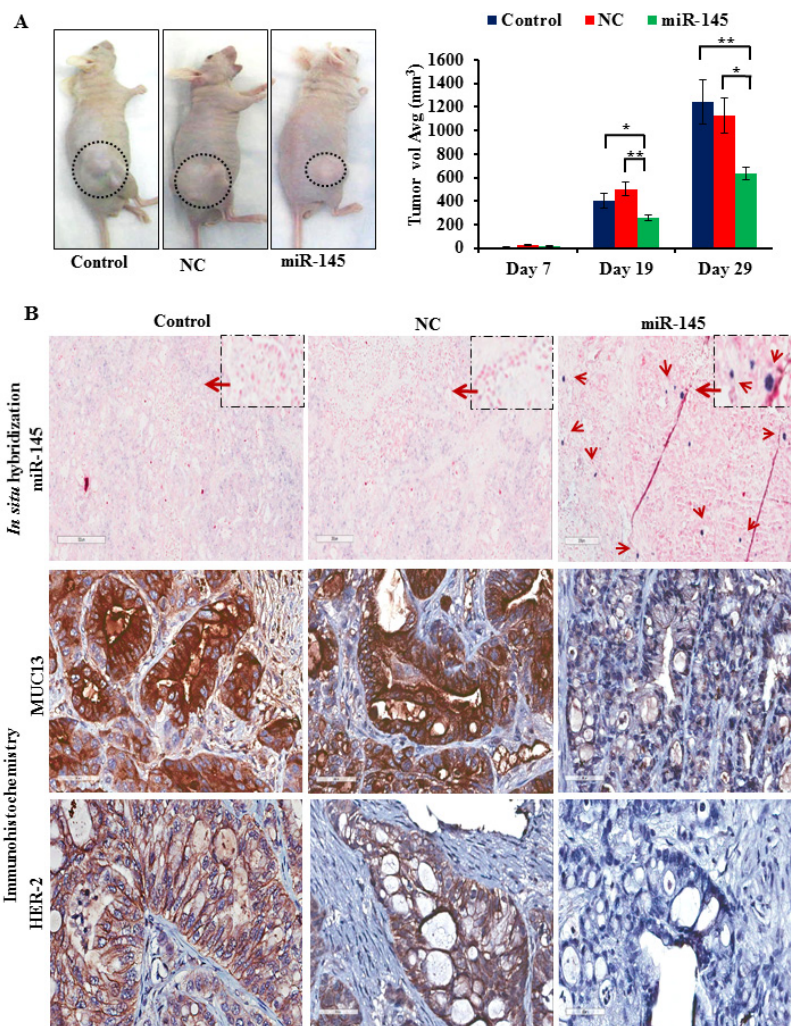 A
Control
NC
miR-145
Control NC miR-145
Tumor vol Avg (mm3)
1600
1400
1200
1000
800
600
400
200
0
**
*
*
**
Day 7 Day 19 Day 29
B
Control NC miR-145
In situ hybridization
miR-145
Immunohistochemistry
MUC13
HER-2